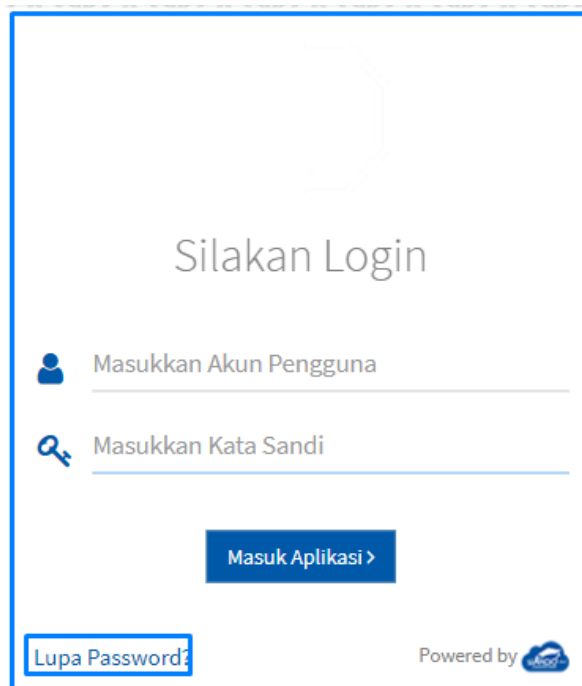 Silakan Login
Masukkan Akun Pengguna
Masukkan Kata Sandi
Masuk Aplikasi >
Lupa Password?
Powered by